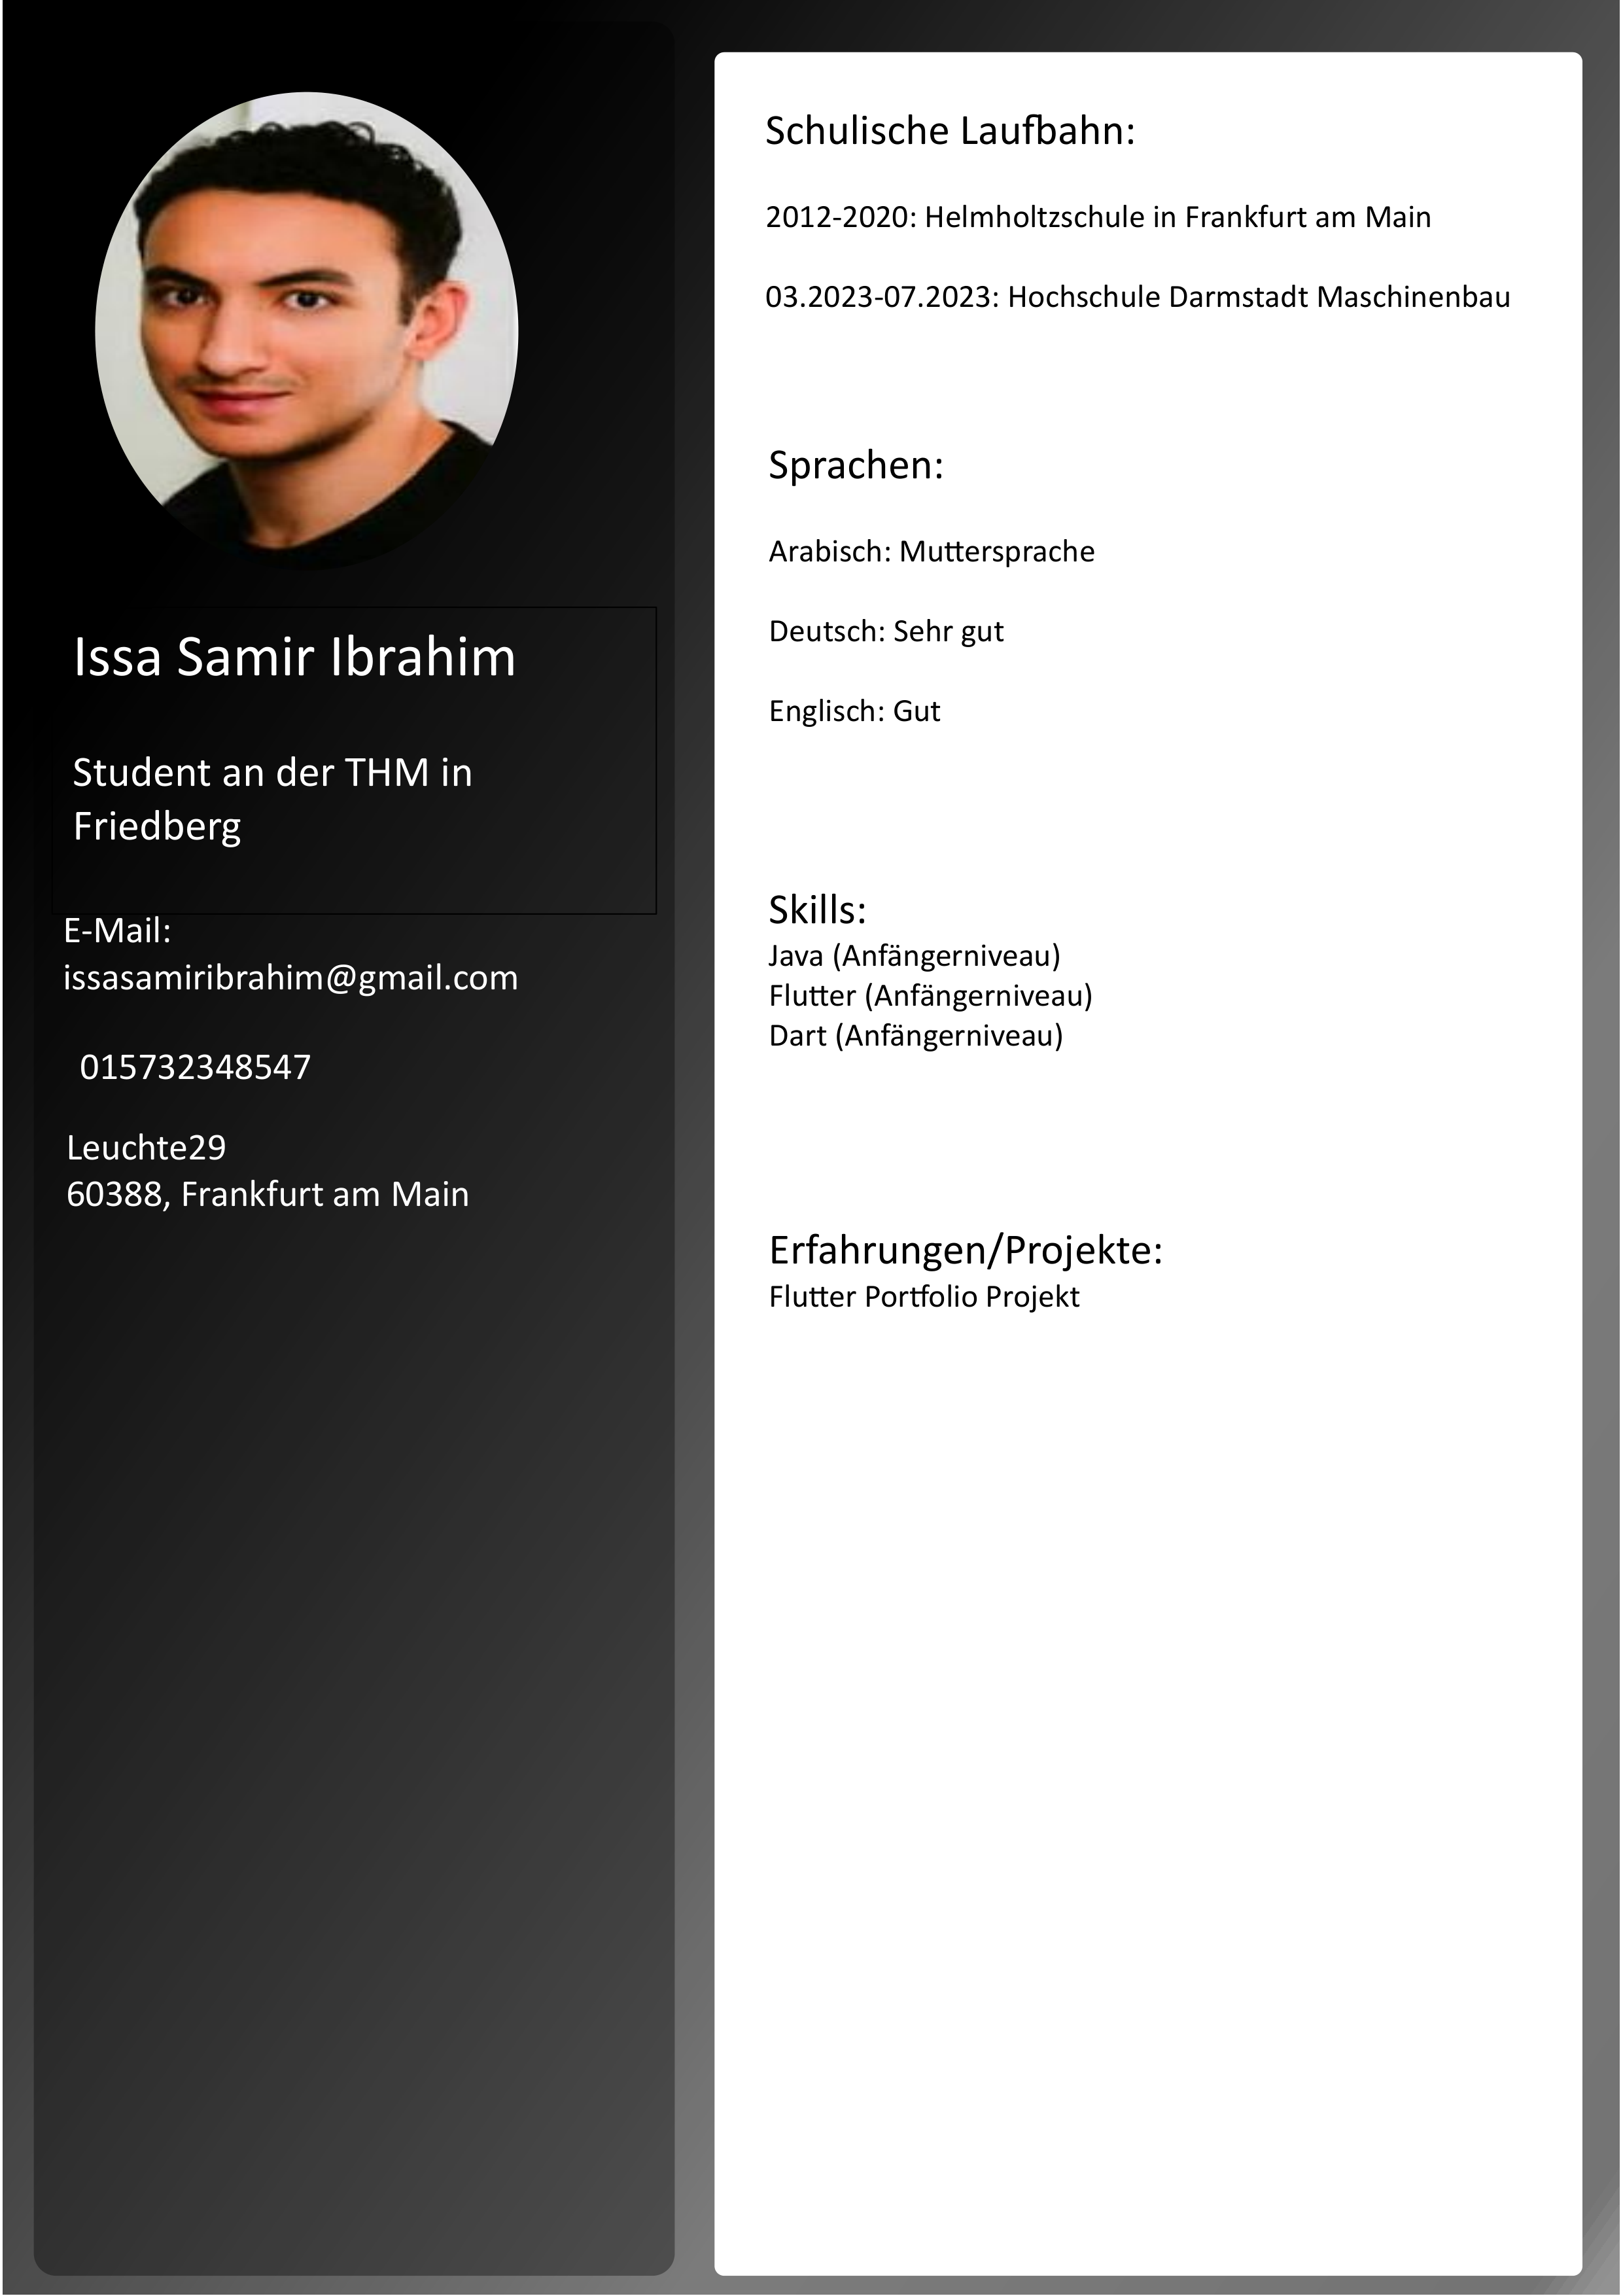 Issa Samir Ibrahim
Student an der THM in
Friedberg
E-Mail:
issasamiribrahim@gmail.com
015732348547
Leuchte29
60388, Frankfurt am Main
Schulische Laufbahn:
2012-2020: Helmholtzschule in Frankfurt am Main
03.2023-07.2023: Hochschule Darmstadt Maschinenbau
Sprachen:
Arabisch: Muttersprache
Deutsch: Sehr gut
Englisch: Gut
Skills:
Java (Anfängerniveau)
Flutter (Anfängerniveau)
Dart (Anfängerniveau)
Erfahrungen/Projekte:
Flutter Portfolio Projekt